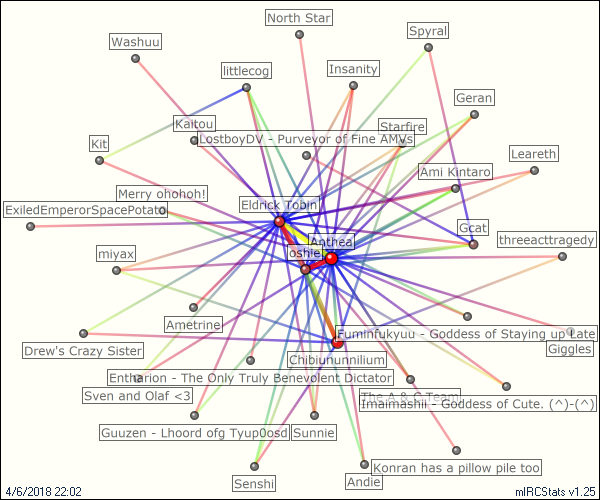 North Star
Spyral
Washuu
littlecog
Insanity
Geran
Kaitou
Starfire
LostboyDV - Purveyor of Fine AMVs
Kit
Leareth
Ami Kintaro
Merry ohohoh!
Eldrick Tobin
ExiledEmperorSpacePotato
Gcat
Anthea
threeacttragedy
miyax
oshie
Ametrine
Fuminfukyuu - Goddess of Staying up Late
Drew's Crazy Sister
Giggles
Chibiununnilium
Entharion - The Only Truly Benevolent Dictator
Sven and Olaf <3
The A & C Team
Imaimashii - Goddess of Cute. (^)-(^)
Guuzen - Lhoord ofg Tyup0osd
Sunnie
Konran has a pillow pile too
Senshi
Andie
4/6/2018 22:02
mIRCStats v1.25